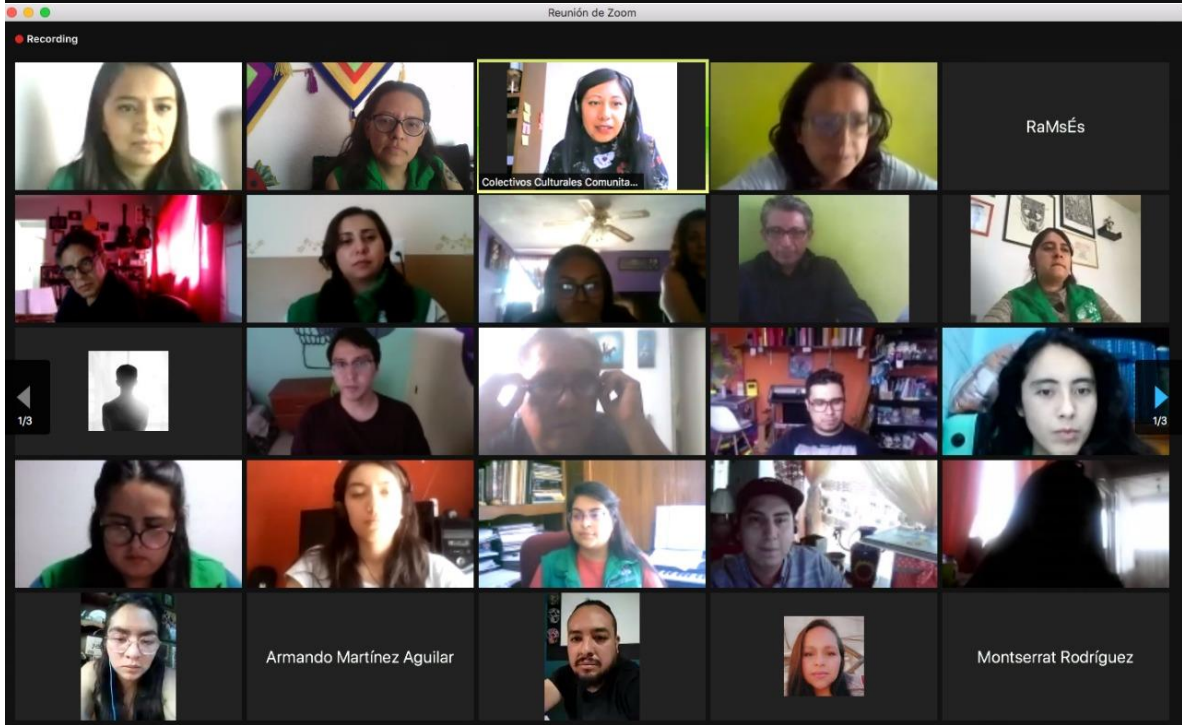 Reunión de Zoom
Recording
Colectivos Culturales Comunita...
RaMsÉs
1/3
1/3
Armando Martínez Aguilar
Montserrat Rodríguez